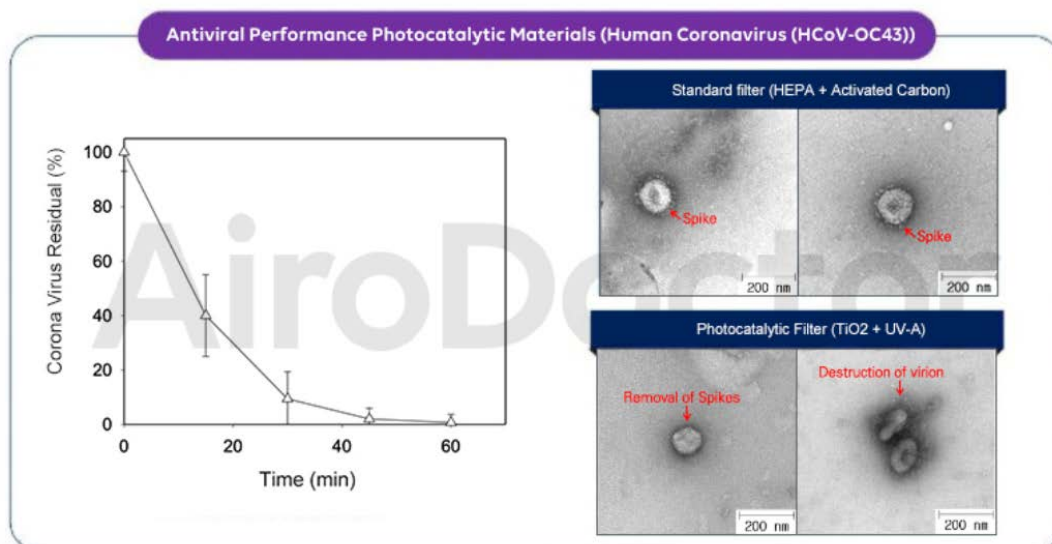 Antiviral Performance Photocatalytic Materials (Human Coronavirus (HCoV-OC43))
AiroDoctor
Corona Virus Residual (%)
100
80
60
40
20
0
0
20
40
60
Time (min)
Standard filter (HEPA + Activated Carbon)
Spike
200 nm
Spike
200 nm
Photocatalytic Filter (TiO2 + UV-A)
Removal of Spikes
200 nm
Destruction of virion
200 nm